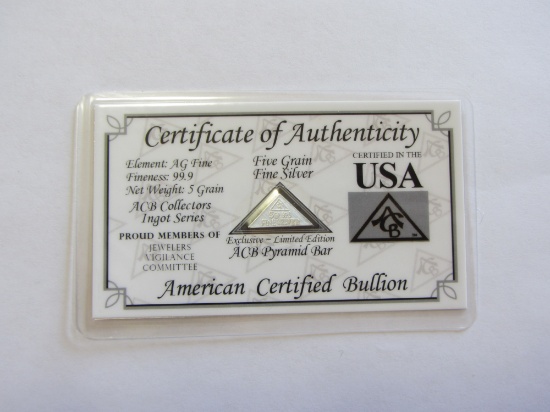 Certificate of Authenticity
Element: AG Fine
Fineness: 99.9
Net Weight: 5 Grain
ACB Collectors
Ingot Series
PROUD MEMBERS OF
JEWELERS
VIGILANCE
COMMITTEE
Five Grain
Fine Silver
Exclusive ~ Limited Edition
ACB Pyramid Bar
CERTIFIED IN THE
USA
ACB
TM
American Certified Bullion